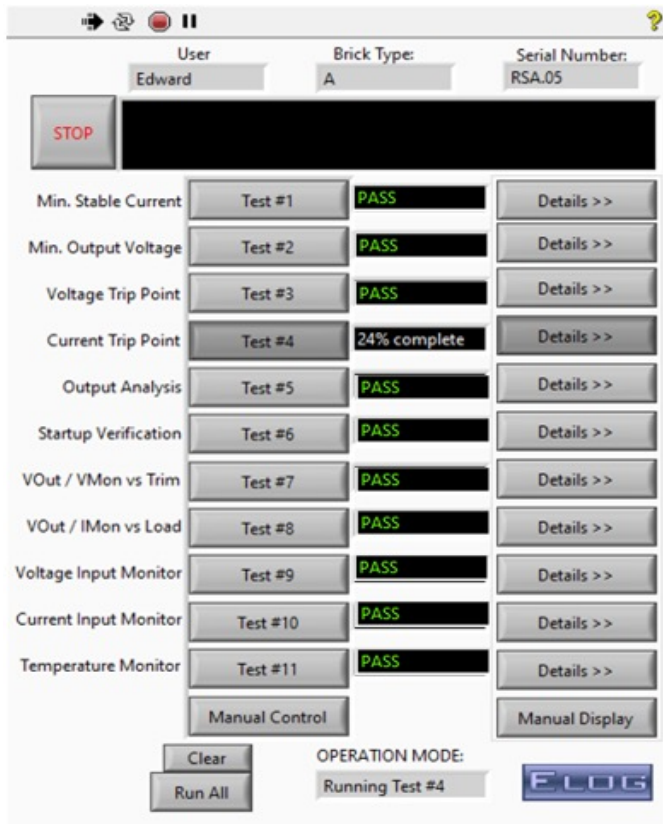 ?
User Brick Type: Serial Number:
Edward A RSA.05
STOP
Min. Stable Current Test #1 PASS Details >>
Min. Output Voltage Test #2 PASS Details >>
Voltage Trip Point Test #3 PASS Details >>
Current Trip Point Test #4 24% complete Details >>
Output Analysis Test #5 PASS Details >>
Startup Verification Test #6 PASS Details >>
VOut / VMon vs Trim Test #7 PASS Details >>
VOut / IMon vs Load Test #8 PASS Details >>
Voltage Input Monitor Test #9 PASS Details >>
Current Input Monitor Test #10 PASS Details >>
Temperature Monitor Test #11 PASS Details >>
Manual Control Manual Display
Clear OPERATION MODE:
Run All Running Test #4 ELOG